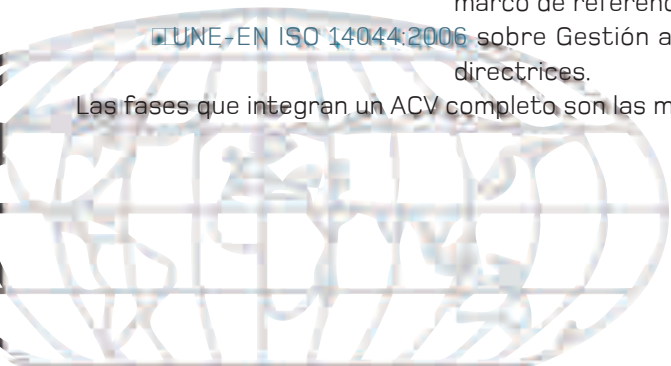 marco de referenc
UNE-EN ISO 14044:2006 sobre Gestión a
directrices.
Las fases que integran un ACV completo son las m